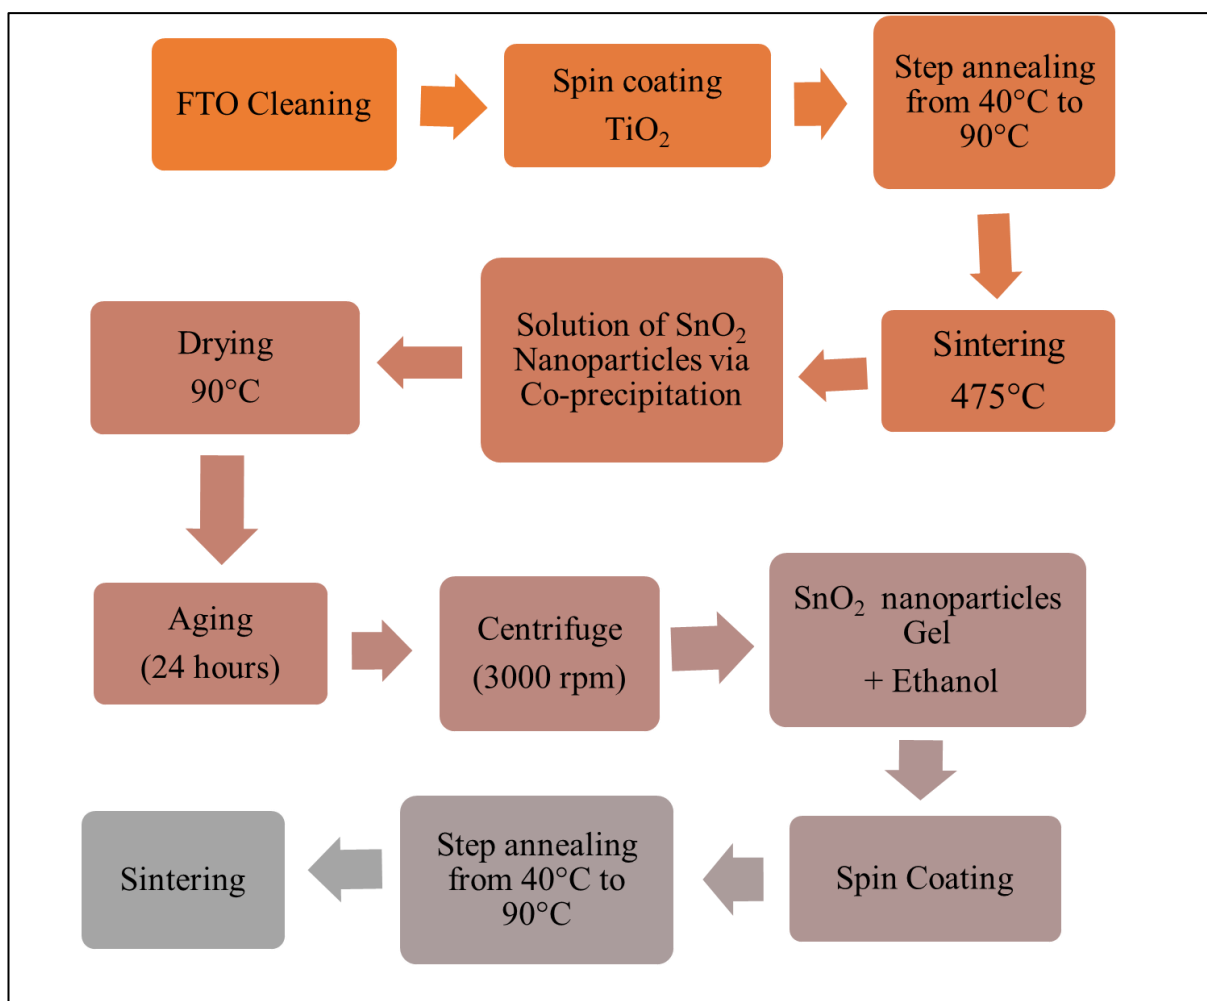 FTO Cleaning
Spin coating
TiO₂
Step annealing
from 40°C to
90°C
Sintering
475°C
Solution of SnO₂
Nanoparticles via
Co-precipitation
Drying
90°C
Aging
(24 hours)
Centrifuge
(3000 rpm)
SnO₂ nanoparticles
Gel
+ Ethanol
Spin Coating
Step annealing
from 40°C to
90°C
Sintering